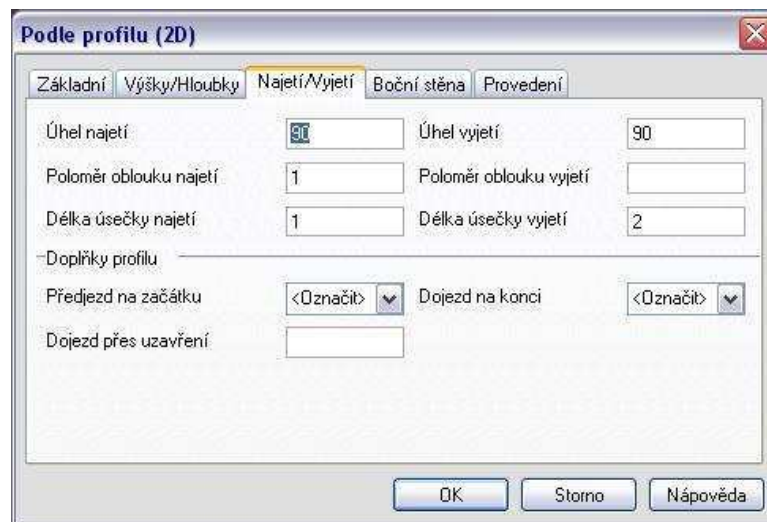 Podle profilu (2D)
Základní Výšky/Hloubky Najetí/Vyjetí Boční stěna Provedení
Úhel najetí 90 Úhel vyjetí 90
Poloměr oblouku najetí 1 Poloměr oblouku vyjetí
Délka úsečky najetí 1 Délka úsečky vyjetí 2
Doplňky profilu
Předjezd na začátku <Označit> Dojezd na konci <Označit>
Dojezd přes uzavření
OK Storno Nápověda